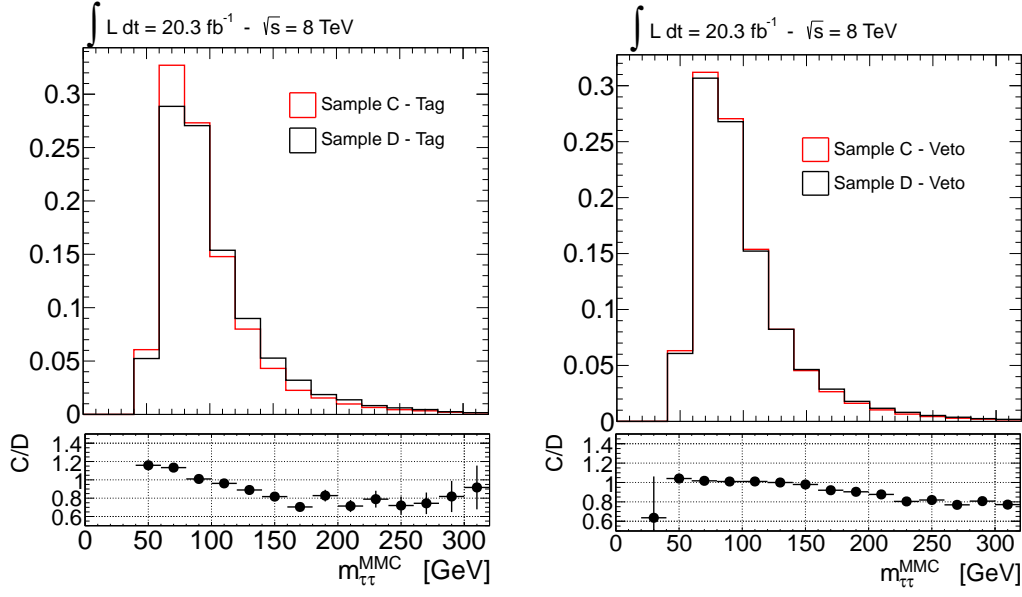 ∫ L dt = 20.3 fb⁻¹ - √s = 8 TeV
0.3
0.25
0.2
0.15
0.1
0.05
0
Sample C - Tag
Sample D - Tag
C/D
1.4
1.2
1
0.8
0.6
0 50 100 150 200 250 300
m_{ττ}^{MMC} [GeV]
∫ L dt = 20.3 fb⁻¹ - √s = 8 TeV
0.3
0.25
0.2
0.15
0.1
0.05
0
Sample C - Veto
Sample D - Veto
C/D
1.4
1.2
1
0.8
0.6
0 50 100 150 200 250 300
m_{ττ}^{MMC} [GeV]